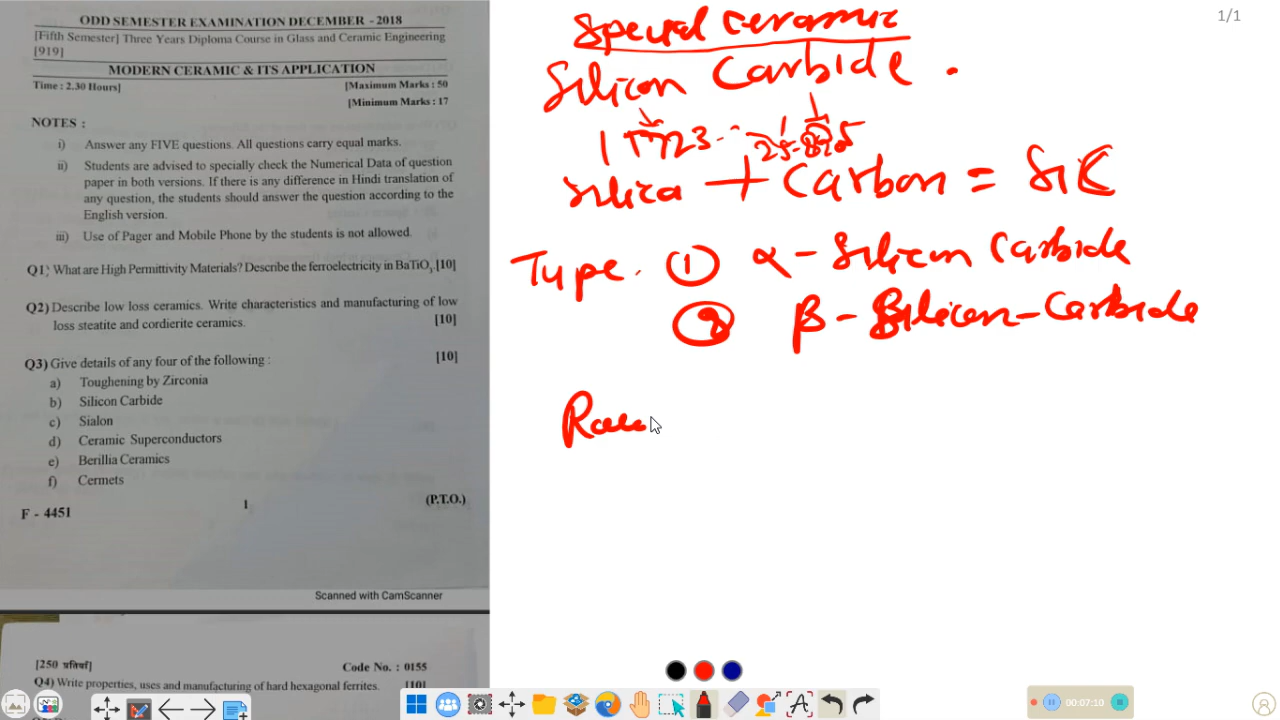 ODD SEMESTER EXAMINATION DECEMBER - 2018
[Fifth Semester] Three Years Diploma Course in Glass and Ceramic Engineering
[919]
MODERN CERAMIC & ITS APPLICATION
Time : 2.30 Hours]
[Maximum Marks : 50
[Minimum Marks : 17
NOTES :
i) Answer any FIVE questions. All questions carry equal marks.
ii) Students are advised to specially check the Numerical Data of question
paper in both versions. If there is any difference in Hindi translation of
any question, the students should answer the question according to the
English version.
iii) Use of Pager and Mobile Phone by the students is not allowed.
Q1) What are High Permittivity Materials? Describe the ferroelectricity in BaTiO3. [10]
Q2) Describe low loss ceramics. Write characteristics and manufacturing of low
loss steatite and cordierite ceramics. [10]
Q3) Give details of any four of the following : [10]
a) Toughening by Zirconia
b) Silicon Carbide
c) Sialon
d) Ceramic Superconductors
e) Berillia Ceramics
f) Cermets
F - 4451
1
(P.T.O.)
Scanned with CamScanner
[250 प्रतियाँ]
Code No. : 0155
Q4) Write properties, uses and manufacturing of hard hexagonal ferrites. [10]
1/1
Special ceramic
Silicon Carbide .
Silica + Carbon = SiC
Type . ① α - Silicon Carbide
② β - Silicon - Carbide
00:07:10